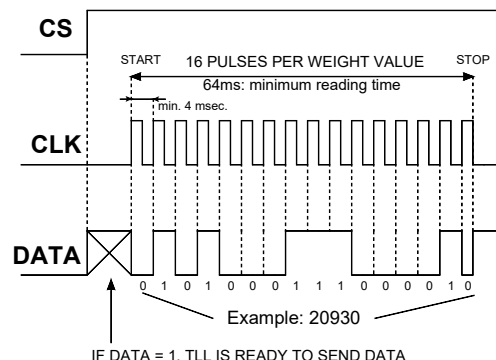 CS
START 16 PULSES PER WEIGHT VALUE STOP
64ms: minimum reading time
min. 4 msec.
CLK
DATA
0 1 0 1 0 0 0 1 1 1 0 0 0 0 1 0
Example: 20930
IF DATA = 1, TLL IS READY TO SEND DATA